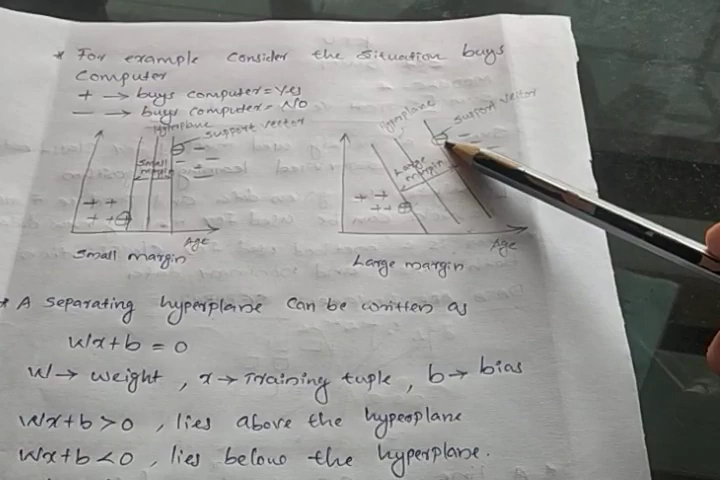 * For example consider the situation buys
Computer
+ → buys computer = Yes
− → buys computer = NO
Hyperplane
support vector
Small
margin
Age
Small margin
Hyperplane
support vector
Large
margin
Age
Large margin
* A separating hyperplane can be written as
Wx+b = 0
W → weight, x → Training tuple, b → bias
Wx+b > 0, lies above the hyperplane
Wx+b < 0, lies below the hyperplane.